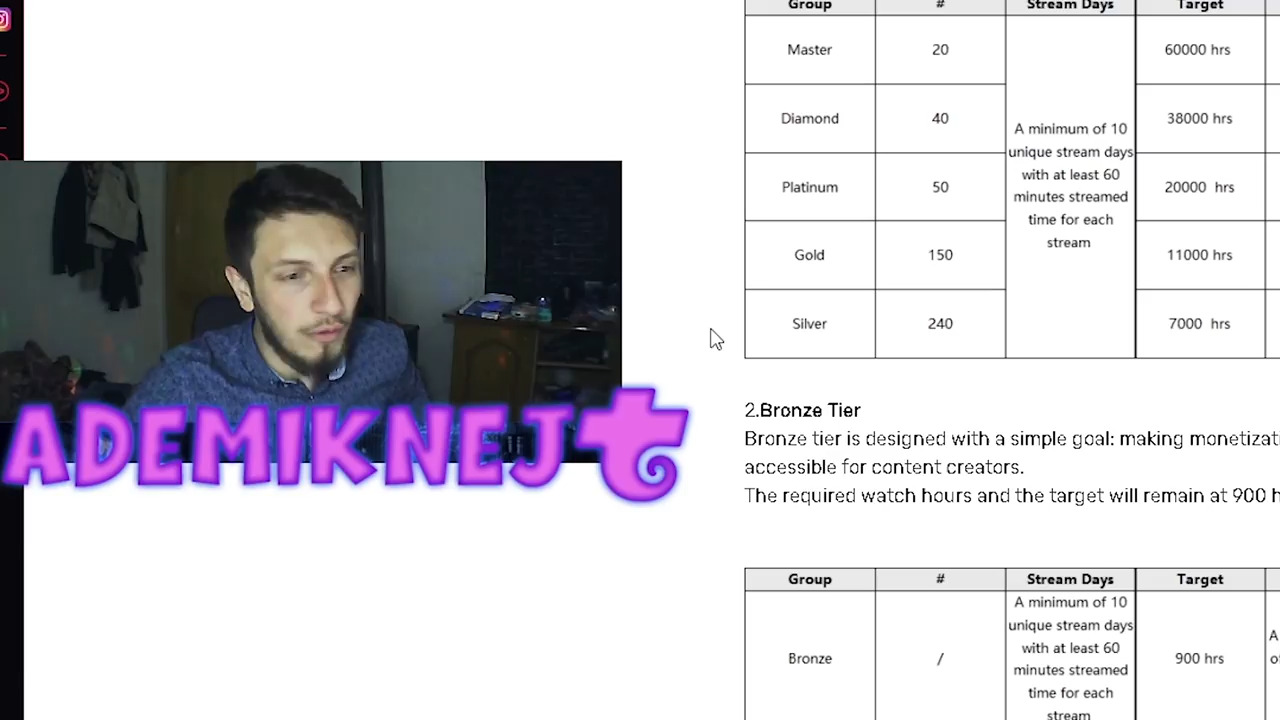 Group # Stream Days Target
Master 20 60000 hrs
Diamond 40 38000 hrs
Platinum 50 20000 hrs
Gold 150 11000 hrs
Silver 240 7000 hrs
A minimum of 10
unique stream days
with at least 60
minutes streamed
time for each
stream
ADEMIKNEJt
2.Bronze Tier
Bronze tier is designed with a simple goal: making
accessible for content creators.
The required watch hours and the target will remain at 900
Group # Stream Days Target
Bronze / 900 hrs
A minimum of 10
unique stream days
with at least 60
minutes streamed
time for each
stream